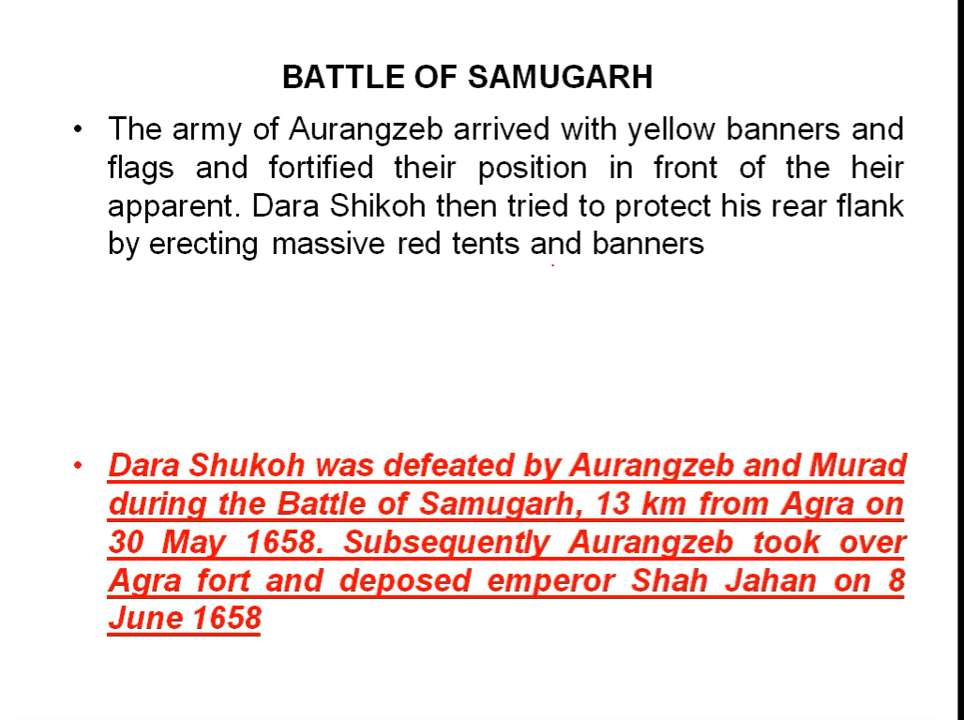 BATTLE OF SAMUGARH
• The army of Aurangzeb arrived with yellow banners and
flags and fortified their position in front of the heir
apparent. Dara Shikoh then tried to protect his rear flank
by erecting massive red tents and banners
• Dara Shukoh was defeated by Aurangzeb and Murad
during the Battle of Samugarh, 13 km from Agra on
30 May 1658. Subsequently Aurangzeb took over
Agra fort and deposed emperor Shah Jahan on 8
June 1658